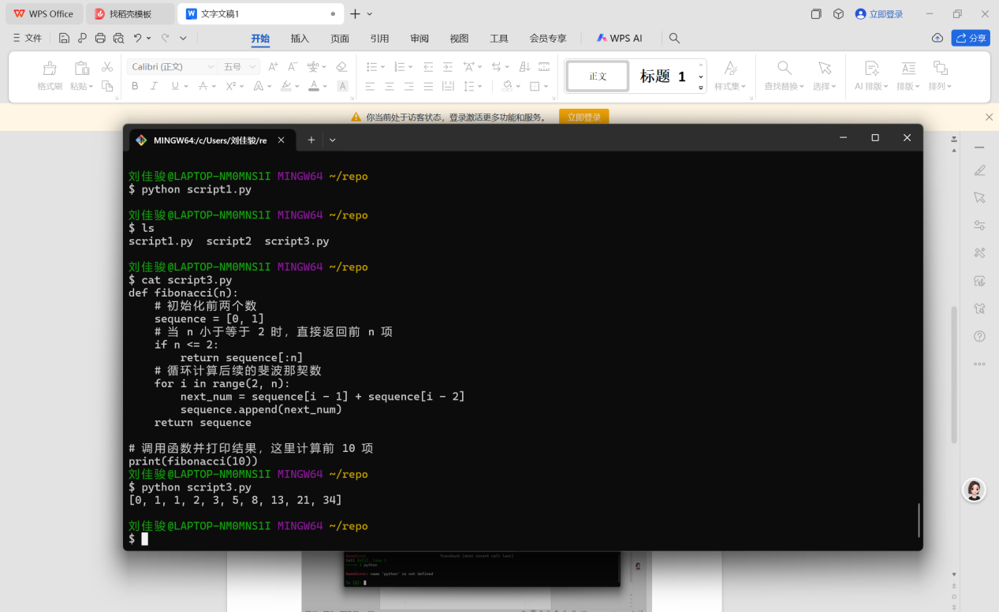 WPS Office 找稻壳模板 文字文稿1
立即登录
文件 开始 插入 页面 引用 审阅 视图 工具 会员专享 WPS AI 分享
格式刷 粘贴 Calibri (正文) 五号 正文 标题 1 样式集 查找替换 选择 AI 排版 排版 排列
你当前处于访客状态，登录激活更多功能和服务。 立即登录
MINGW64:/c/Users/刘佳骏/re
刘佳骏@LAPTOP-NM0MNS1I MINGW64 ~/repo
$ python script1.py
刘佳骏@LAPTOP-NM0MNS1I MINGW64 ~/repo
$ ls
script1.py  script2  script3.py
刘佳骏@LAPTOP-NM0MNS1I MINGW64 ~/repo
$ cat script3.py
def fibonacci(n):
    # 初始化前两个数
    sequence = [0, 1]
    # 当 n 小于等于 2 时，直接返回前 n 项
    if n <= 2:
        return sequence[:n]
    # 循环计算后续的斐波那契数
    for i in range(2, n):
        next_num = sequence[i - 1] + sequence[i - 2]
        sequence.append(next_num)
    return sequence
# 调用函数并打印结果，这里计算前 10 项
print(fibonacci(10))
刘佳骏@LAPTOP-NM0MNS1I MINGW64 ~/repo
$ python script3.py
[0, 1, 1, 2, 3, 5, 8, 13, 21, 34]
刘佳骏@LAPTOP-NM0MNS1I MINGW64 ~/repo
$
NameError Traceback (most recent call last)
NameError: name 'python' is not defined